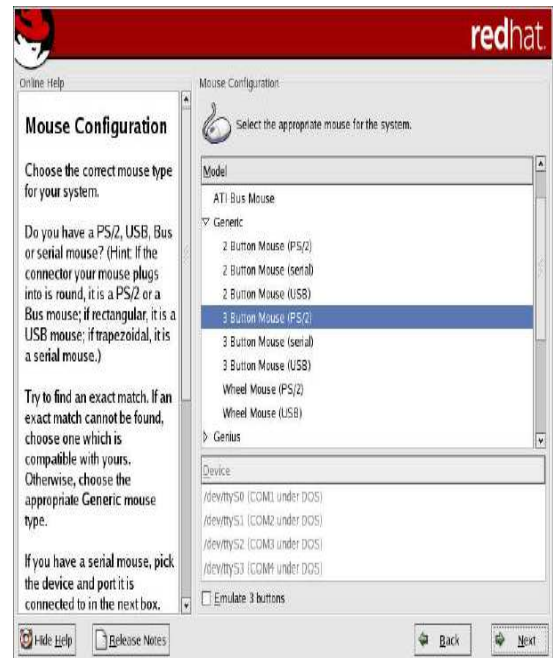 redhat.
Online Help
Mouse Configuration
Choose the correct mouse type
for your system.
Do you have a PS/2, USB, Bus
or serial mouse? (Hint: If the
connector your mouse plugs
into is round, it is a PS/2 or a
Bus mouse; if rectangular, it is a
USB mouse; if trapezoidal, it is
a serial mouse.)
Try to find an exact match. If an
exact match cannot be found,
choose one which is
compatible with yours.
Otherwise, choose the
appropriate Generic mouse
type.
If you have a serial mouse, pick
the device and port it is
connected to in the next box.
Mouse Configuration
Select the appropriate mouse for the system.
Model
ATI Bus Mouse
Generic
2 Button Mouse (PS/2)
2 Button Mouse (serial)
2 Button Mouse (USB)
3 Button Mouse (PS/2)
3 Button Mouse (serial)
3 Button Mouse (USB)
Wheel Mouse (PS/2)
Wheel Mouse (USB)
Genius
Device
/dev/ttyS0 (COM1 under DOS)
/dev/ttyS1 (COM2 under DOS)
/dev/ttyS2 (COM3 under DOS)
/dev/ttyS3 (COM4 under DOS)
Emulate 3 buttons
Hide Help
Release Notes
Back
Next